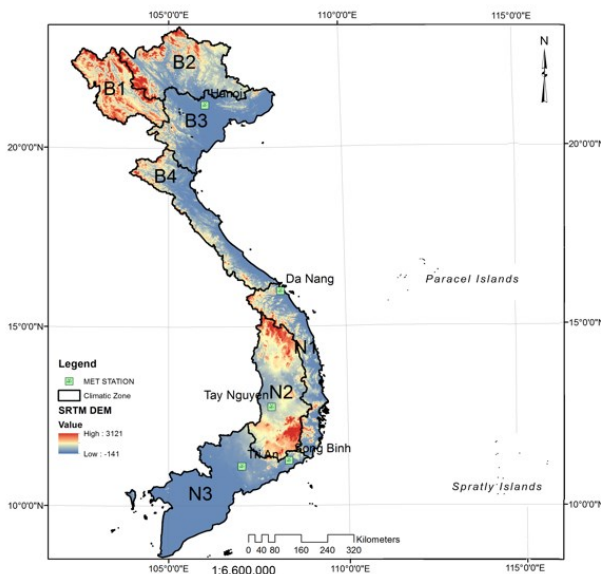 105°0'0"E
110°0'0"E
115°0'0"E
N
B2
B1
Hanoi
B3
20°0'0"N
20°0'0"N
B4
Da Nang
Paracel Islands
15°0'0"N
15°0'0"N
N1
Legend
MET STATION
Climatic Zone
SRTM DEM
Value
High : 3121
Low : -141
Tay Nguyen
N2
Tri An
Song Binh
Spratly Islands
N3
10°0'0"N
10°0'0"N
Kilometers
0 40 80 160 240 320
105°0'0"E
1:6.600.000
110°0'0"E
115°0'0"E